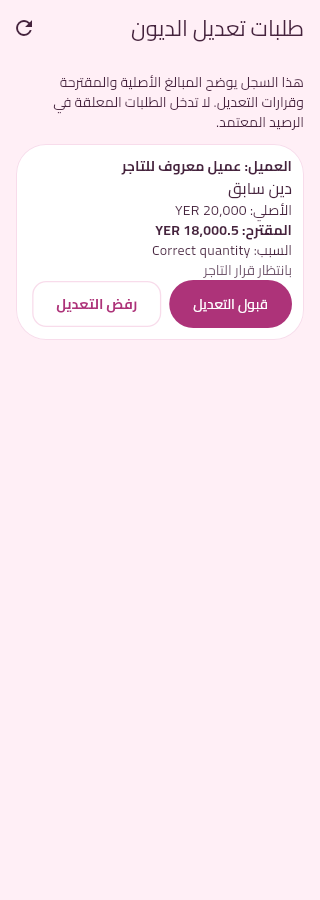 طلبات تعديل الديون
هذا السجل يوضح المبالغ الأصلية والمقترحة
وقرارات التعديل. لا تدخل الطلبات المعلقة في
الرصيد المعتمد.
العميل: عميل معروف للتاجر
دين سابق
الأصلي: 20,000 YER
المقترح: 18,000.5 YER
السبب: Correct quantity
بانتظار قرار التاجر
قبول التعديل
رفض التعديل